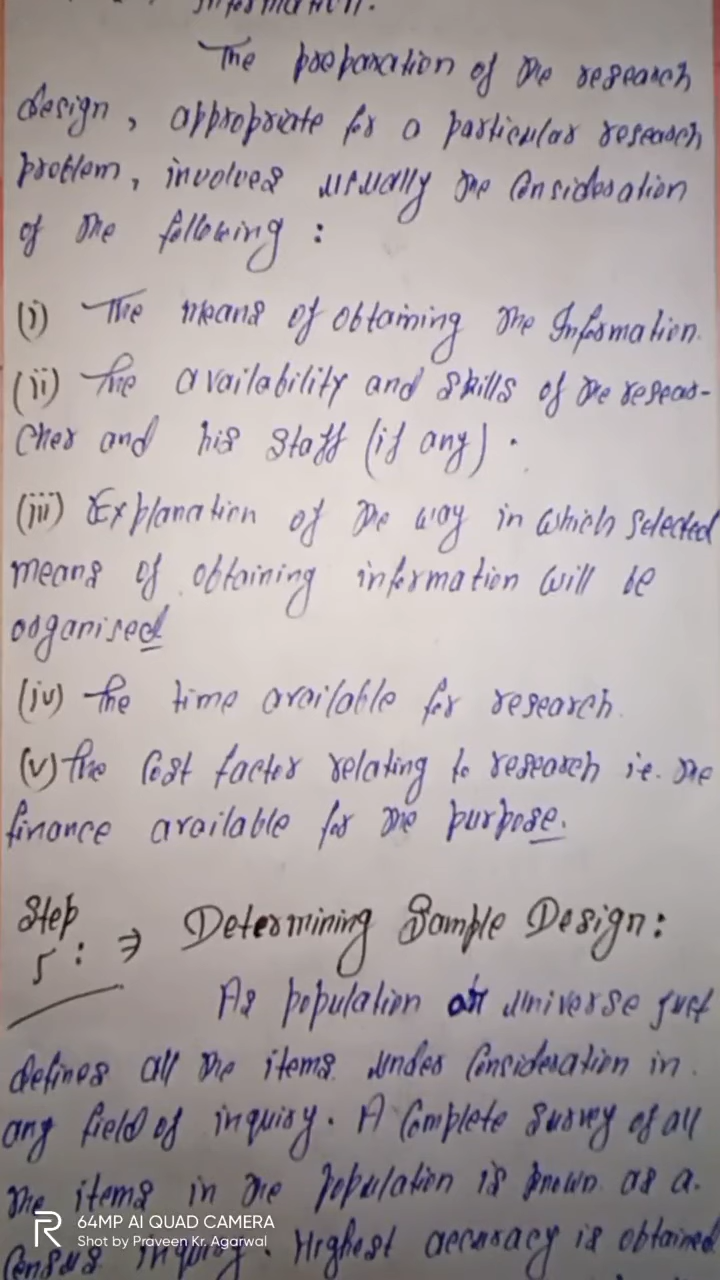 Information.
The preparation of the research
design, appropriate for a particular research
problem, involves usually the Consideration
of the following :
(i) The means of obtaining the Information.
(ii) The availability and skills of the resear-
cher and his staff (if any).
(iii) Explanation of the way in which selected
means of obtaining information will be
organised
(iv) The time available for research.
(v) The Cost factor relating to research i.e. the
finance available for the purpose.
Step
5: ⇒ Determining Sample Design:
As population or universe just
defines all the items under Consideration in
any field of inquiry. A Complete Survey of all
the items in the population is known as a
Census inquiry. Highest accuracy is obtained
R 64MP AI QUAD CAMERA
Shot by Praveen Kr. Agarwal